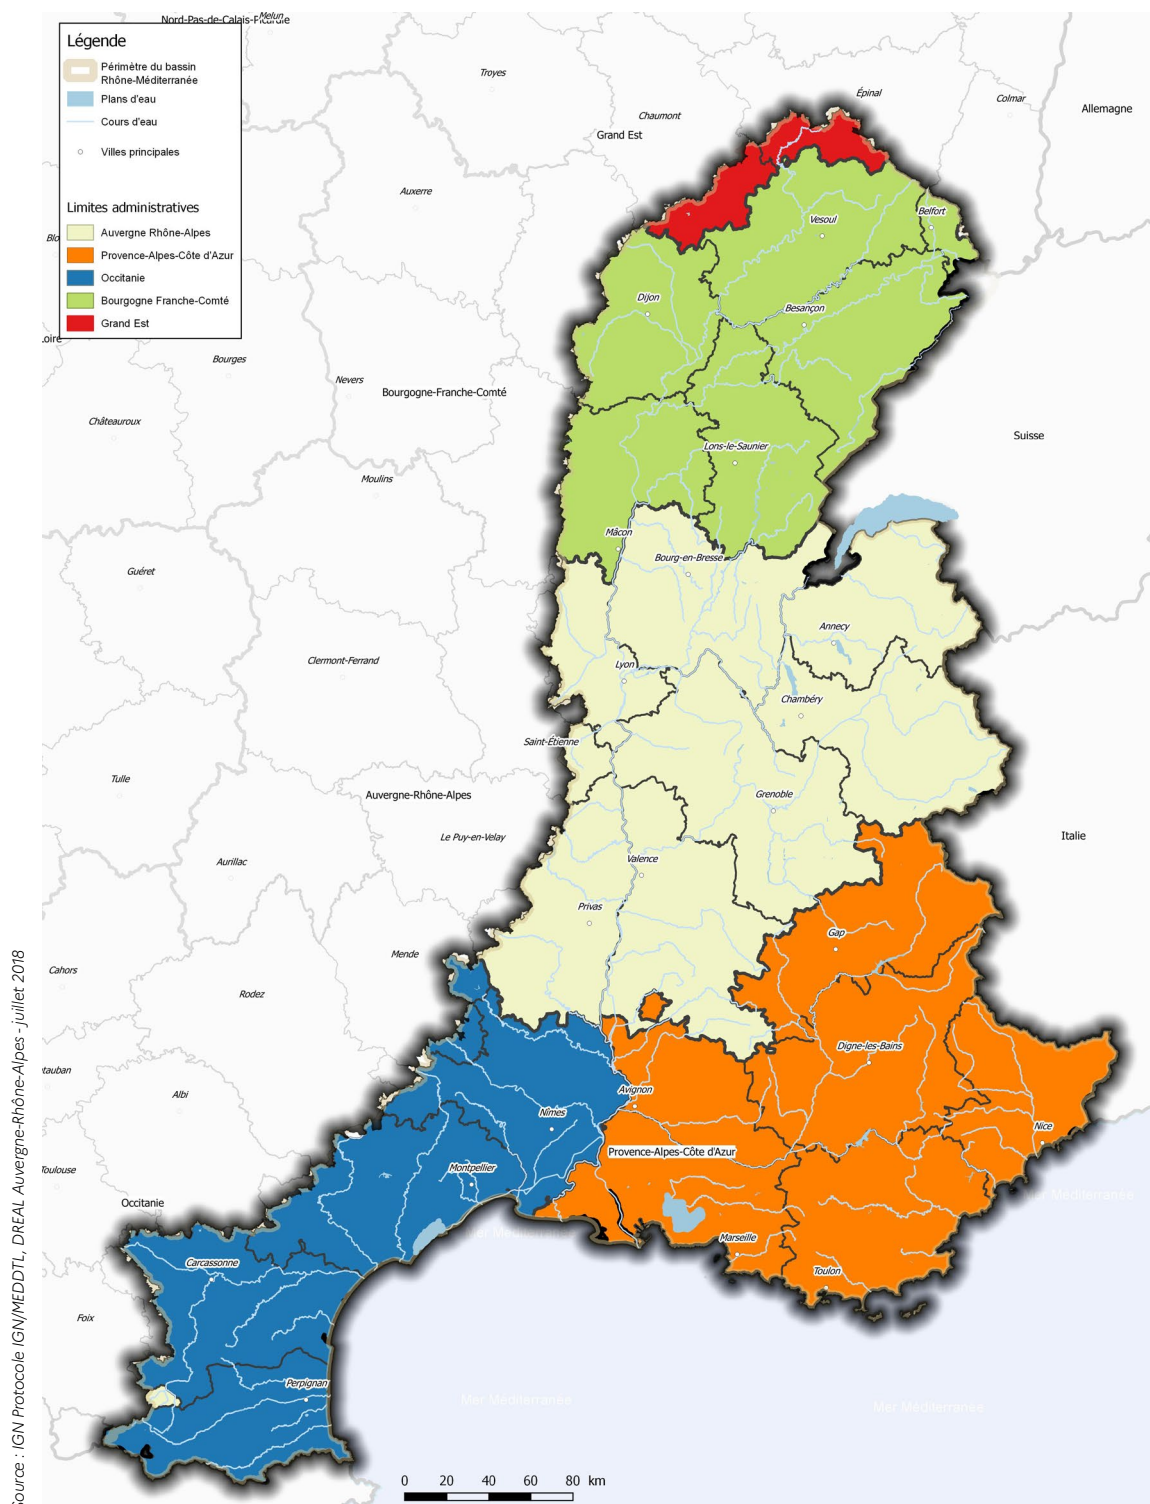 Nord-Pas-de-Calais-Picardie
Melun
Légende
Périmètre du bassin
Rhône-Méditerranée
Plans d'eau
Cours d'eau
Villes principales
Limites administratives
Auvergne Rhône-Alpes
Provence-Alpes-Côte d'Azur
Occitanie
Bourgogne Franche-Comté
Grand Est
Troyes
Épinal
Colmar
Allemagne
Chaumont
Grand Est
Auxerre
Vesoul
Belfort
Blo
Dijon
Besançon
oire
Bourges
Nevers
Bourgogne-Franche-Comté
Châteauroux
Suisse
Lons-le-Saunier
Moulins
Mâcon
Bourg-en-Bresse
Guéret
Annecy
Clermont-Ferrand
Lyon
Chambéry
Saint-Étienne
Tulle
Auvergne-Rhône-Alpes
Grenoble
Le Puy-en-Velay
Italie
Aurillac
Valence
Privas
Gap
Mende
Cahors
Rodez
Digne-les-Bains
tauban
Albi
Avignon
Nîmes
Nice
Provence-Alpes-Côte d'Azur
Toulouse
Montpellier
Mer Méditerranée
Occitanie
Mer Méditerranée
Marseille
Carcassonne
Toulon
Foix
Perpignan
Mer Méditerranée
Mer Méditerranée
0 20 40 60 80 km
Source : IGN Protocole IGN/MEDDTL, DREAL Auvergne-Rhône-Alpes - juillet 2018